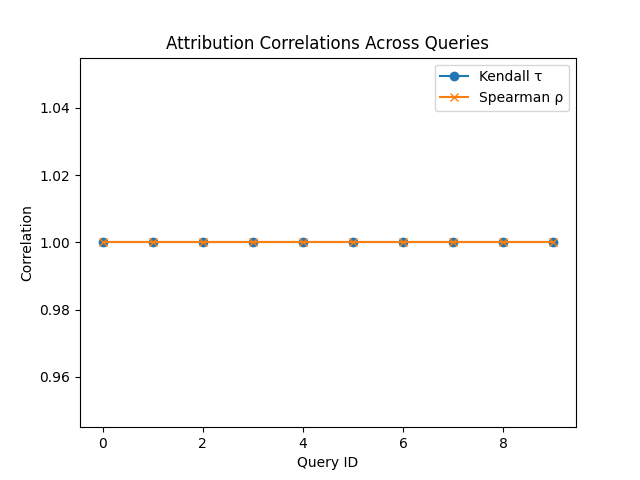 Attribution Correlations Across Queries
Kendall τ
Spearman ρ
1.04
1.02
1.00
0.98
0.96
Correlation
0 2 4 6 8
Query ID